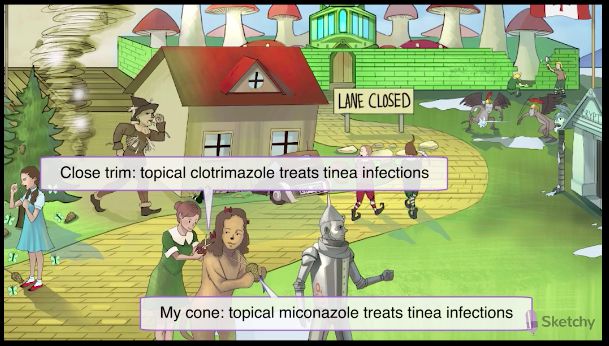 LANE CLOSED
Close trim: topical clotrimazole treats tinea infections
My cone: topical miconazole treats tinea infections
Sketchy